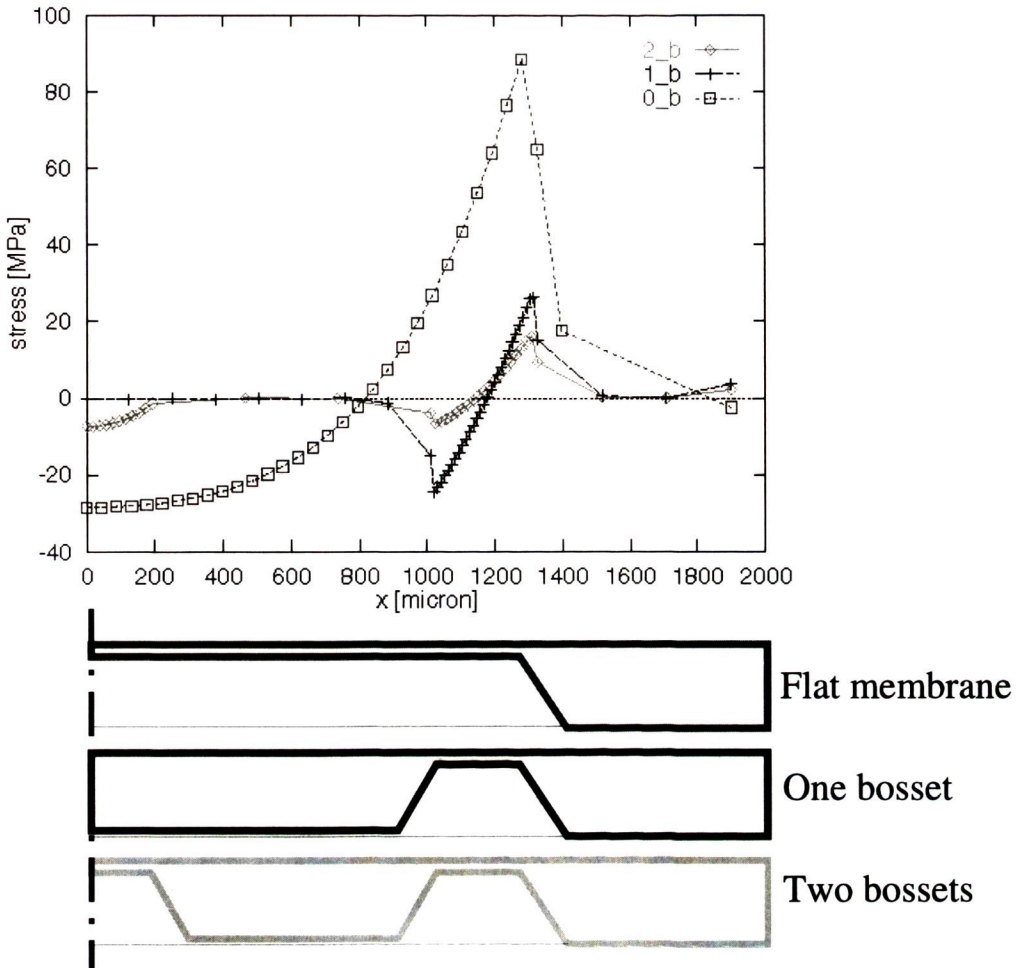 100
80
60
40
20
0
-20
-40
stress [MPa]
2_b
1_b
0_b
0 200 400 600 800 1000 1200 1400 1600 1800 2000
x [micron]
Flat membrane
One bosset
Two bossets